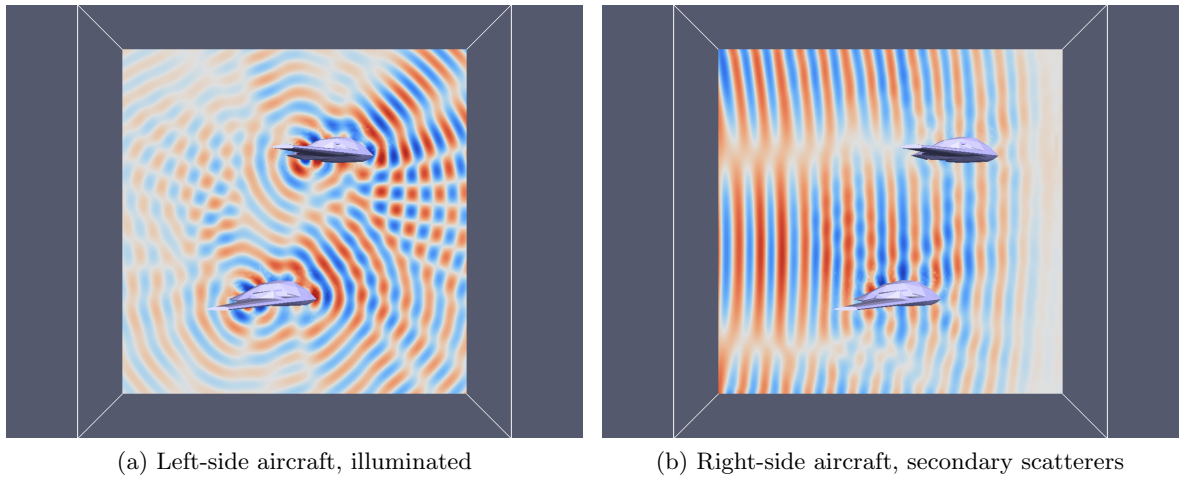 (a) Left-side aircraft, illuminated
(b) Right-side aircraft, secondary scatterers